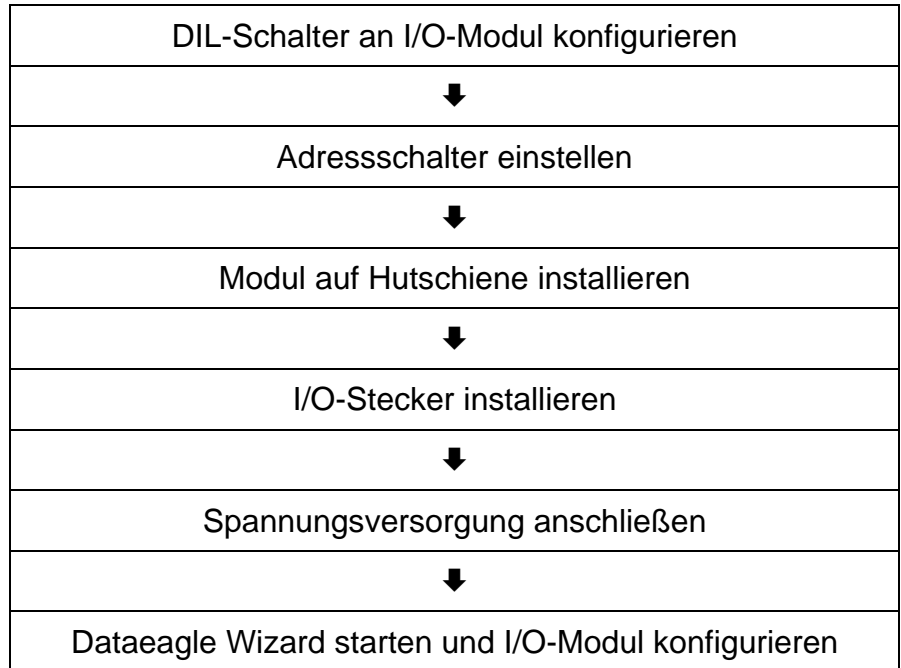 DIL-Schalter an I/O-Modul konfigurieren
🡇
Adressschalter einstellen
🡇
Modul auf Hutschiene installieren
🡇
I/O-Stecker installieren
🡇
Spannungsversorgung anschließen
🡇
Dataeagle Wizard starten und I/O-Modul konfigurieren